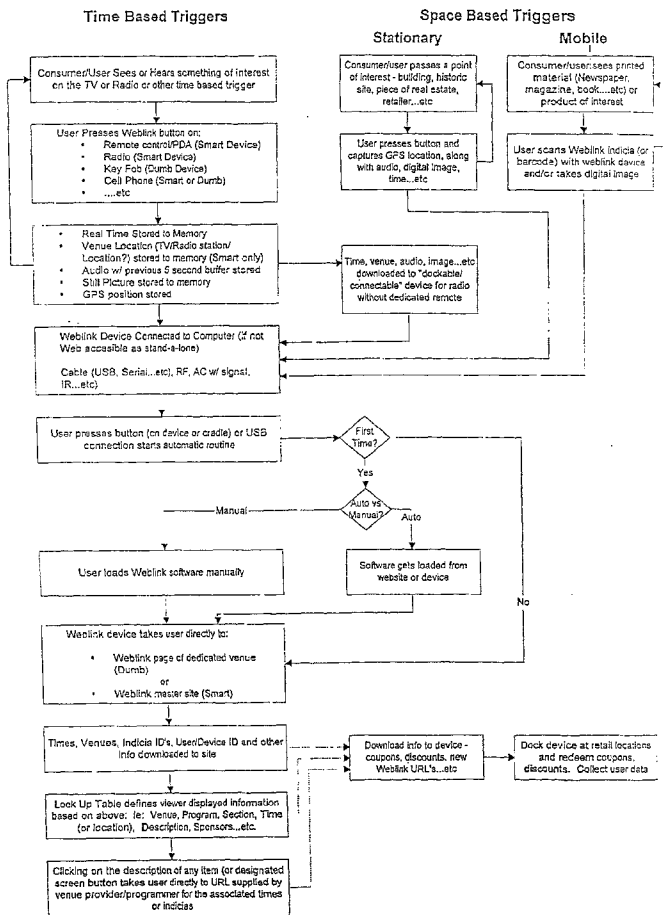 Time Based Triggers
Space Based Triggers
Stationary
Mobile
Consumer/User Sees or Hears something of interest
on the TV or Radio or other time based trigger
Consumer/user passes a point
of interest - building, historic
site, piece of real estate,
retailer...etc
Consumer/user sees printed
material (Newspaper,
magazine, book....etc) or
product of interest
User Presses Weblink button on:
• Remote control/PDA (Smart Device)
• Radio (Smart Device)
• Key Fob (Dumb Device)
• Cell Phone (Smart or Dumb)
• .....etc
User presses button and
captures GPS location, along
with audio, digital image,
time...etc
User scans Weblink Indicia (or
barcode) with weblink device
and/or takes digital image
• Real Time Stored to Memory
• Venue Location (TV/Radio station/
Location?) stored to memory (Smart only)
• Audio w/ previous 5 second buffer stored
• Still Picture stored to memory
• GPS position stored
Time, venue, audio, image...etc
downloaded to "dockable/
connectable" device for radio
without dedicated remote
Weblink Device Connected to Computer (if not
Web accesible as stand-a-lone)
Cable (USB, Serial...etc), RF, AC w/ signal,
IR...etc)
User presses button (on device or cradle) or USB
connection starts automatic routine
First
Time?
Yes
Auto vs
Manual?
Manual
Auto
User loads Weblink software manually
Software gets loaded from
website or device
No
Weblink device takes user directly to:
• Weblink page of dedicated venue
(Dumb)
or
• Weblink master site (Smart)
Times, Venues, Indicia ID's, User/Device ID and other
info downloaded to site
Download info to device -
coupons, discounts, new
Weblink URL's...etc
Dock device at retail locations
and redeem coupons,
discounts. Collect user data
Look Up Table defines viewer displayed information
based on above: ie: Venue, Program, Section, Time
(or location), Description, Sponsors...etc.
Clicking on the description of any item (or designated
screen button takes user directly to URL supplied by
venue provider/programmer for the associated times
or indicias